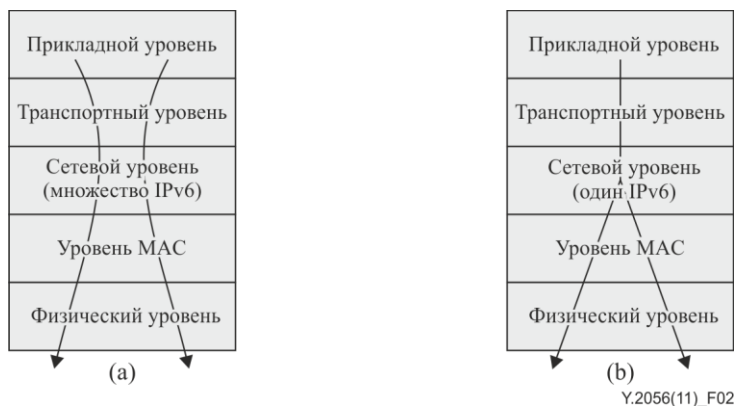 Прикладной уровень
Транспортный уровень
Сетевой уровень
(множество IPv6)
Уровень MAC
Физический уровень
(a)
Прикладной уровень
Транспортный уровень
Сетевой уровень
(один IPv6)
Уровень MAC
Физический уровень
(b)
Y.2056(11)_F02